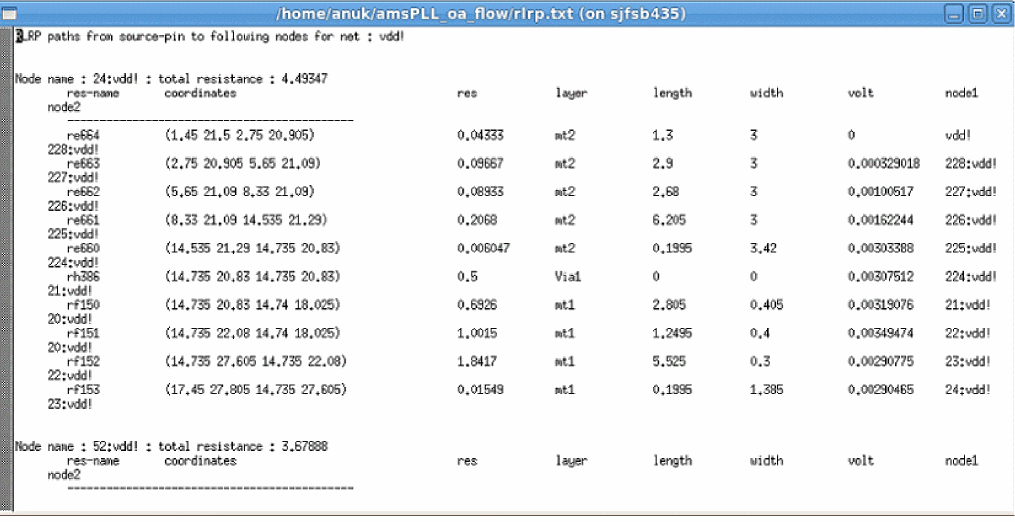 /home/anuk/amsPLL_oa_flow/rlrp.txt (on sjfsb435)
RLRP paths from source-pin to following nodes for net : vdd!
Node name : 24:vdd! : total resistance : 4.49347
res-name coordinates res layer length width volt node1
node2
--------------------------------------------
re664 (1.45 21.5 2.75 20.905) 0.04333 mt2 1.3 3 0 vdd!
228:vdd!
re663 (2.75 20.905 5.65 21.09) 0.09667 mt2 2.9 3 0.000329018 228:vdd!
227:vdd!
re662 (5.65 21.09 8.33 21.09) 0.08933 mt2 2.68 3 0.00100517 227:vdd!
226:vdd!
re661 (8.33 21.09 14.535 21.29) 0.2068 mt2 6.205 3 0.00162244 226:vdd!
225:vdd!
re660 (14.535 21.29 14.735 20.83) 0.006047 mt2 0.1995 3.42 0.00303388 225:vdd!
224:vdd!
rh386 (14.735 20.83 14.735 20.83) 0.5 Via1 0 0 0.00307512 224:vdd!
21:vdd!
rf150 (14.735 20.83 14.74 18.025) 0.6926 mt1 2.805 0.405 0.00319076 21:vdd!
20:vdd!
rf151 (14.735 22.08 14.74 18.025) 1.0015 mt1 1.2495 0.4 0.00349474 22:vdd!
20:vdd!
rf152 (14.735 27.605 14.735 22.08) 1.8417 mt1 5.525 0.3 0.00290775 23:vdd!
22:vdd!
rf153 (17.45 27.805 14.735 27.605) 0.01549 mt1 0.1995 1.385 0.00290465 24:vdd!
23:vdd!
Node name : 52:vdd! : total resistance : 3.67888
res-name coordinates res layer length width volt node1
node2
--------------------------------------------